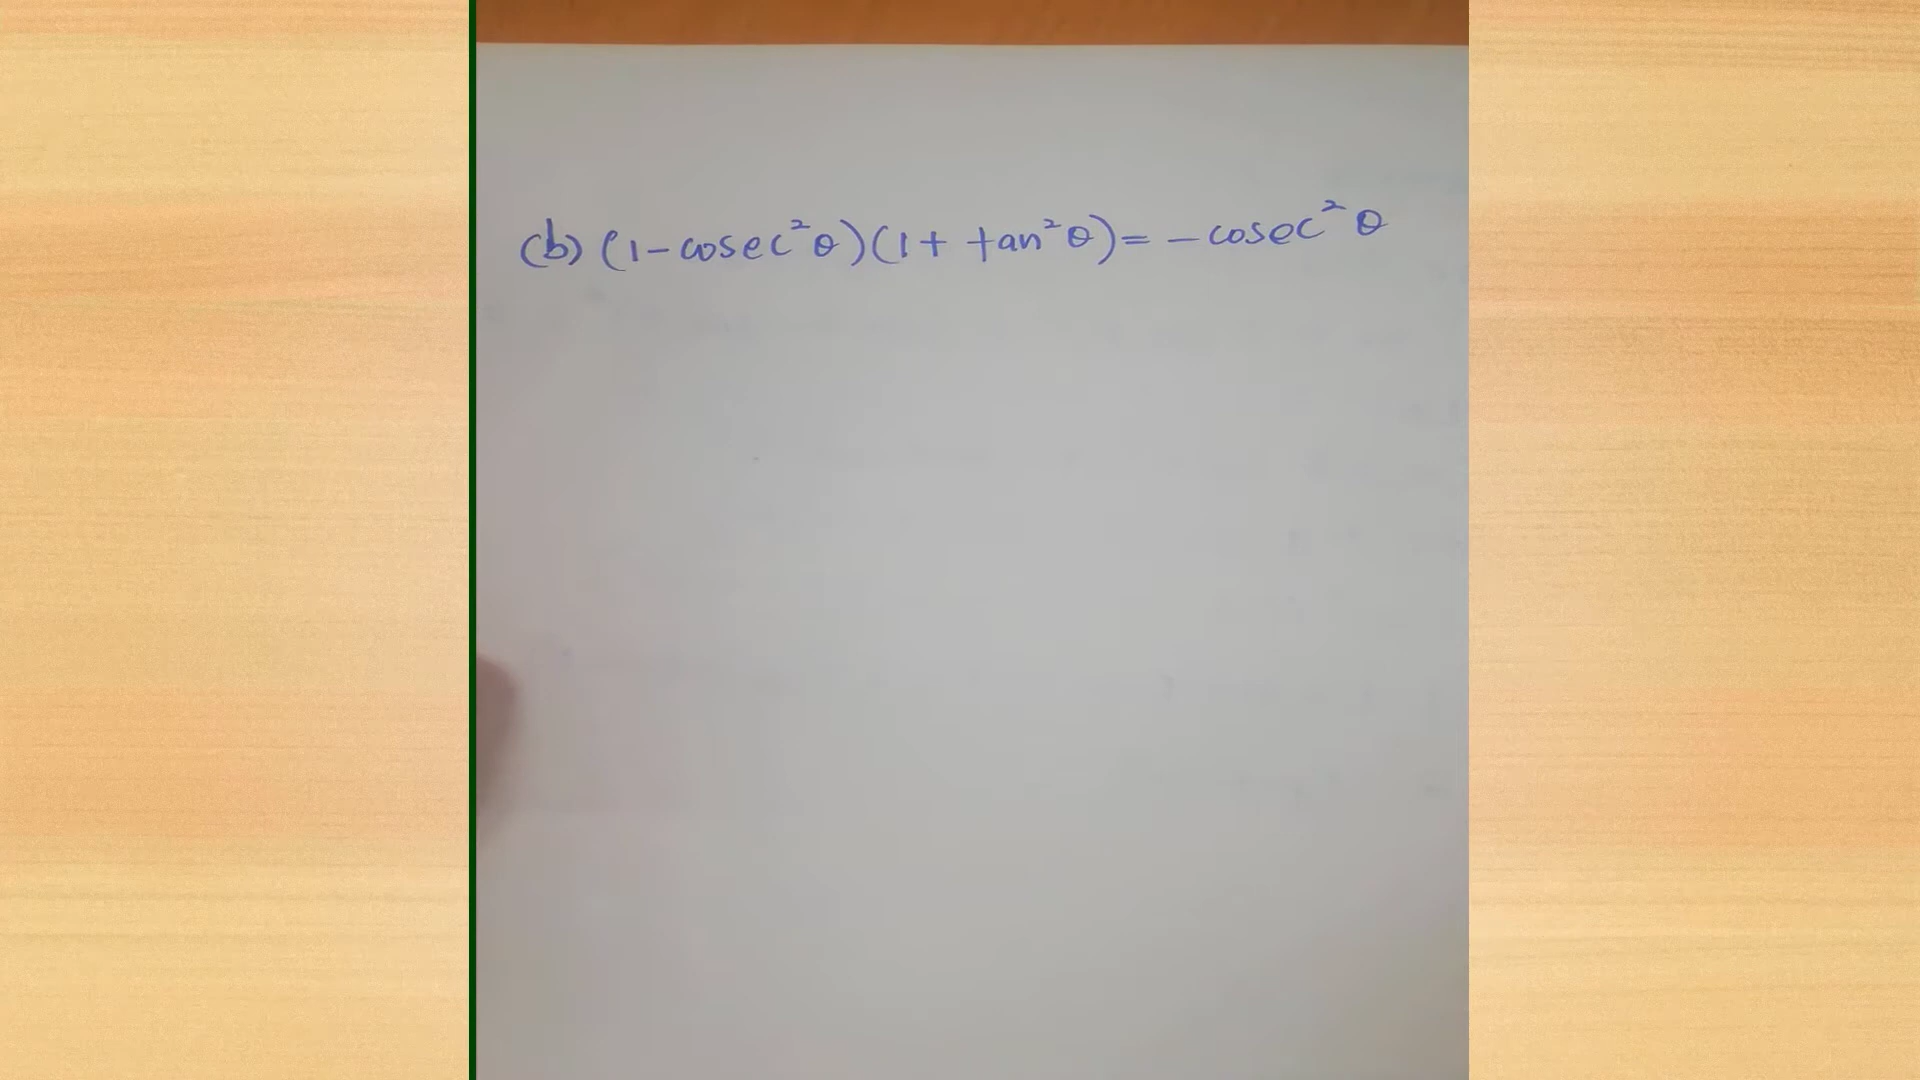 (b) (1-cosec²θ)(1+ tan²θ)= -cosec²θ